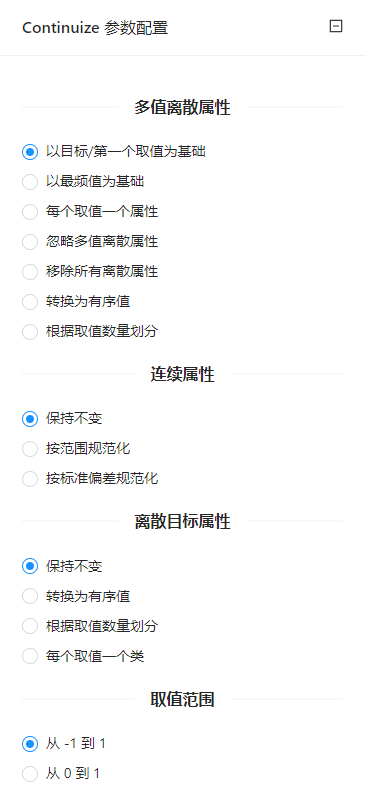 Continuize 参数配置
多值离散属性
以目标/第一个取值为基础
以最频值为基础
每个取值一个属性
忽略多值离散属性
移除所有离散属性
转换为有序值
根据取值数量划分
连续属性
保持不变
按范围规范化
按标准偏差规范化
离散目标属性
保持不变
转换为有序值
根据取值数量划分
每个取值一个类
取值范围
从 -1 到 1
从 0 到 1